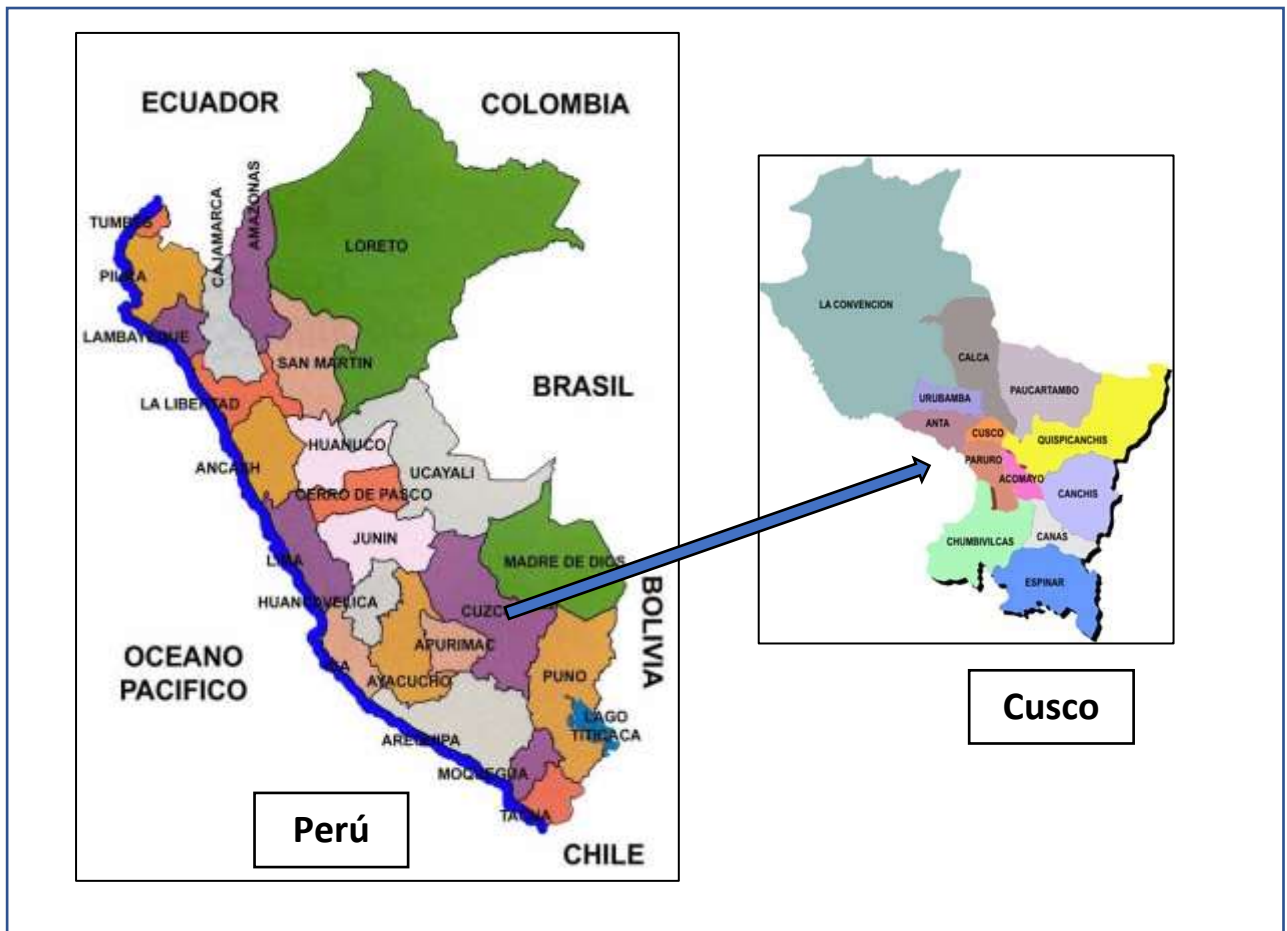 ECUADOR
COLOMBIA
CAJAMARCA
AMAZONAS
TUMBES
LORETO
PIURA
LAMBAYEQUE
SAN MARTIN
BRASIL
LA LIBERTAD
HUANUCO
ANCASH
UCAYALI
CERRO DE PASCO
JUNIN
LIMA
MADRE DE DIOS
HUANCAVELICA
CUZCO
BOLIVIA
APURIMAC
OCEANO
PACIFICO
ICA
AYACUCHO
PUNO
LAGO
TITICACA
AREQUIPA
MOQUEGUA
TACNA
CHILE
Perú
LA CONVENCION
CALCA
PAUCARTAMBO
URUBAMBA
ANTA
CUSCO
QUISPICANCHIS
PARURO
ACOMAYO
CANCHIS
CHUMBIVILCAS
CANAS
ESPINAR
Cusco